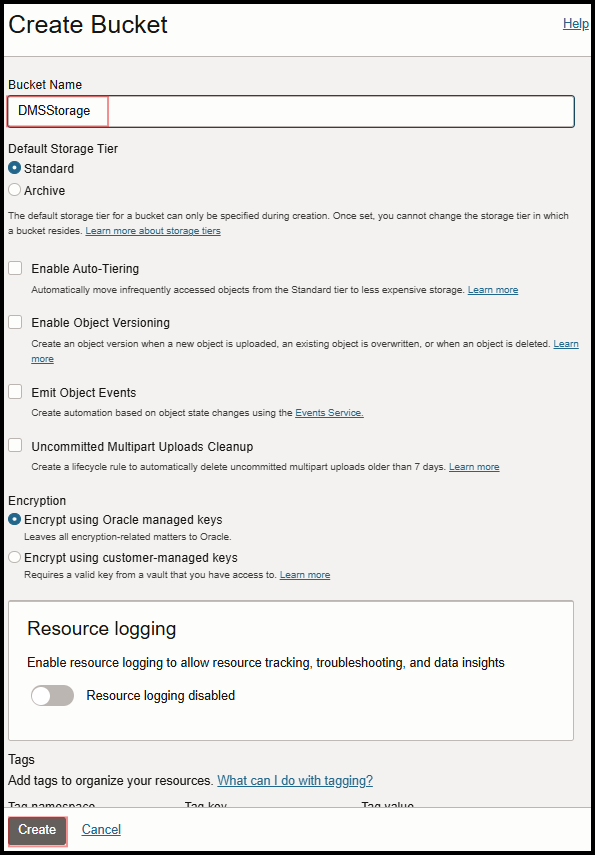 Create Bucket
Help
Bucket Name
DMSStorage
Default Storage Tier
Standard
Archive
The default storage tier for a bucket can only be specified during creation. Once set, you cannot change the storage tier in which
a bucket resides. Learn more about storage tiers
Enable Auto-Tiering
Automatically move infrequently accessed objects from the Standard tier to less expensive storage. Learn more
Enable Object Versioning
Create an object version when a new object is uploaded, an existing object is overwritten, or when an object is deleted. Learn
more
Emit Object Events
Create automation based on object state changes using the Events Service.
Uncommitted Multipart Uploads Cleanup
Create a lifecycle rule to automatically delete uncommitted multipart uploads older than 7 days. Learn more
Encryption
Encrypt using Oracle managed keys
Leaves all encryption-related matters to Oracle.
Encrypt using customer-managed keys
Requires a valid key from a vault that you have access to. Learn more
Resource logging
Enable resource logging to allow resource tracking, troubleshooting, and data insights
Resource logging disabled
Tags
Add tags to organize your resources. What can I do with tagging?
Tag namespace Tag key Tag value
Create Cancel